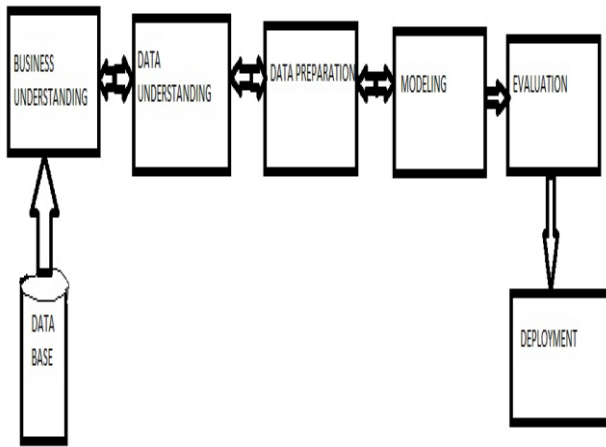 BUSINESS
UNDERSTANDING
DATA
UNDERSTANDING
DATA PREPARATION
MODELING
EVALUATION
DATA
BASE
DEPLOYMENT